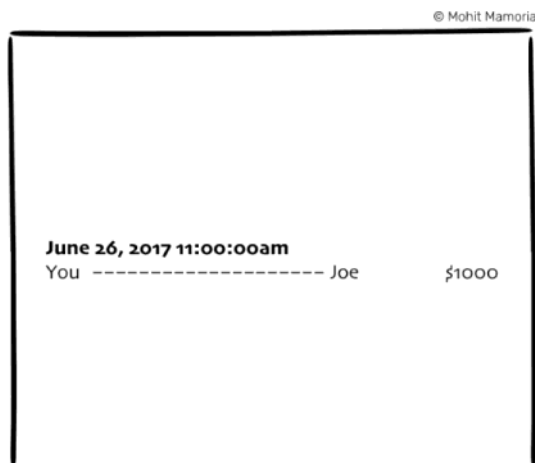 © Mohit Mamoria
June 26, 2017 11:00:00am
You -------------------- Joe $1000